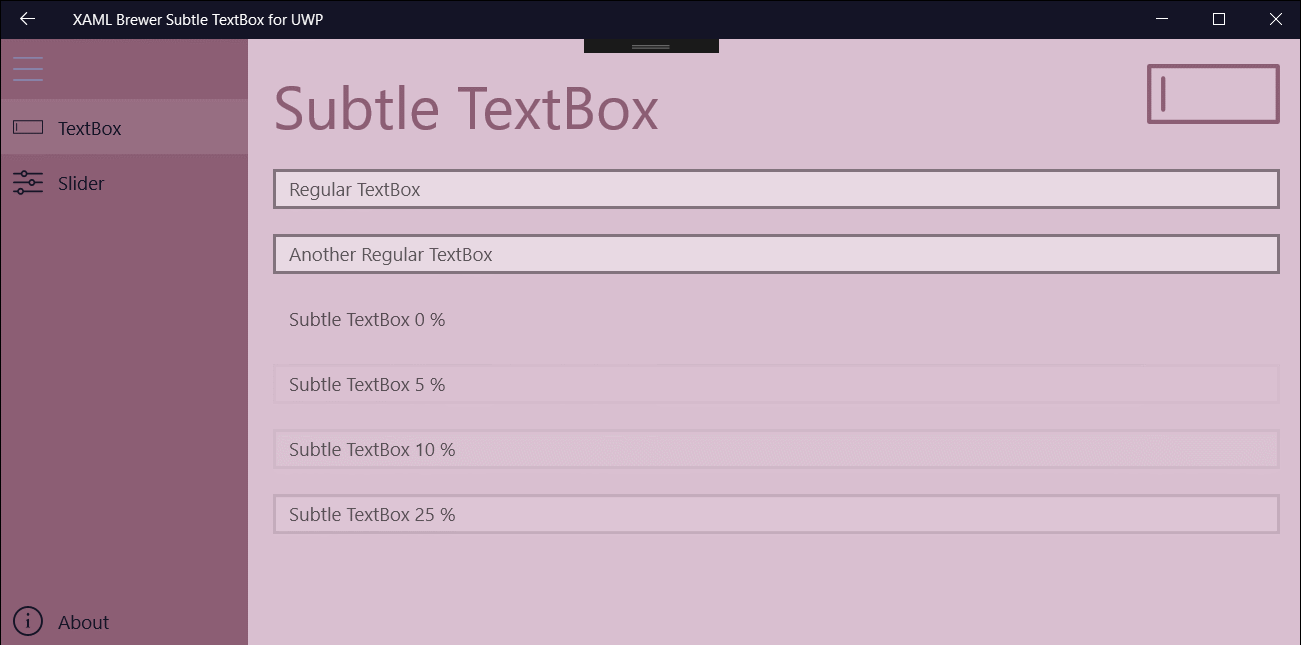 XAML Brewer Subtle TextBox for UWP
TextBox
Slider
About
Subtle TextBox
Regular TextBox
Another Regular TextBox
Subtle TextBox 0 %
Subtle TextBox 5 %
Subtle TextBox 10 %
Subtle TextBox 25 %